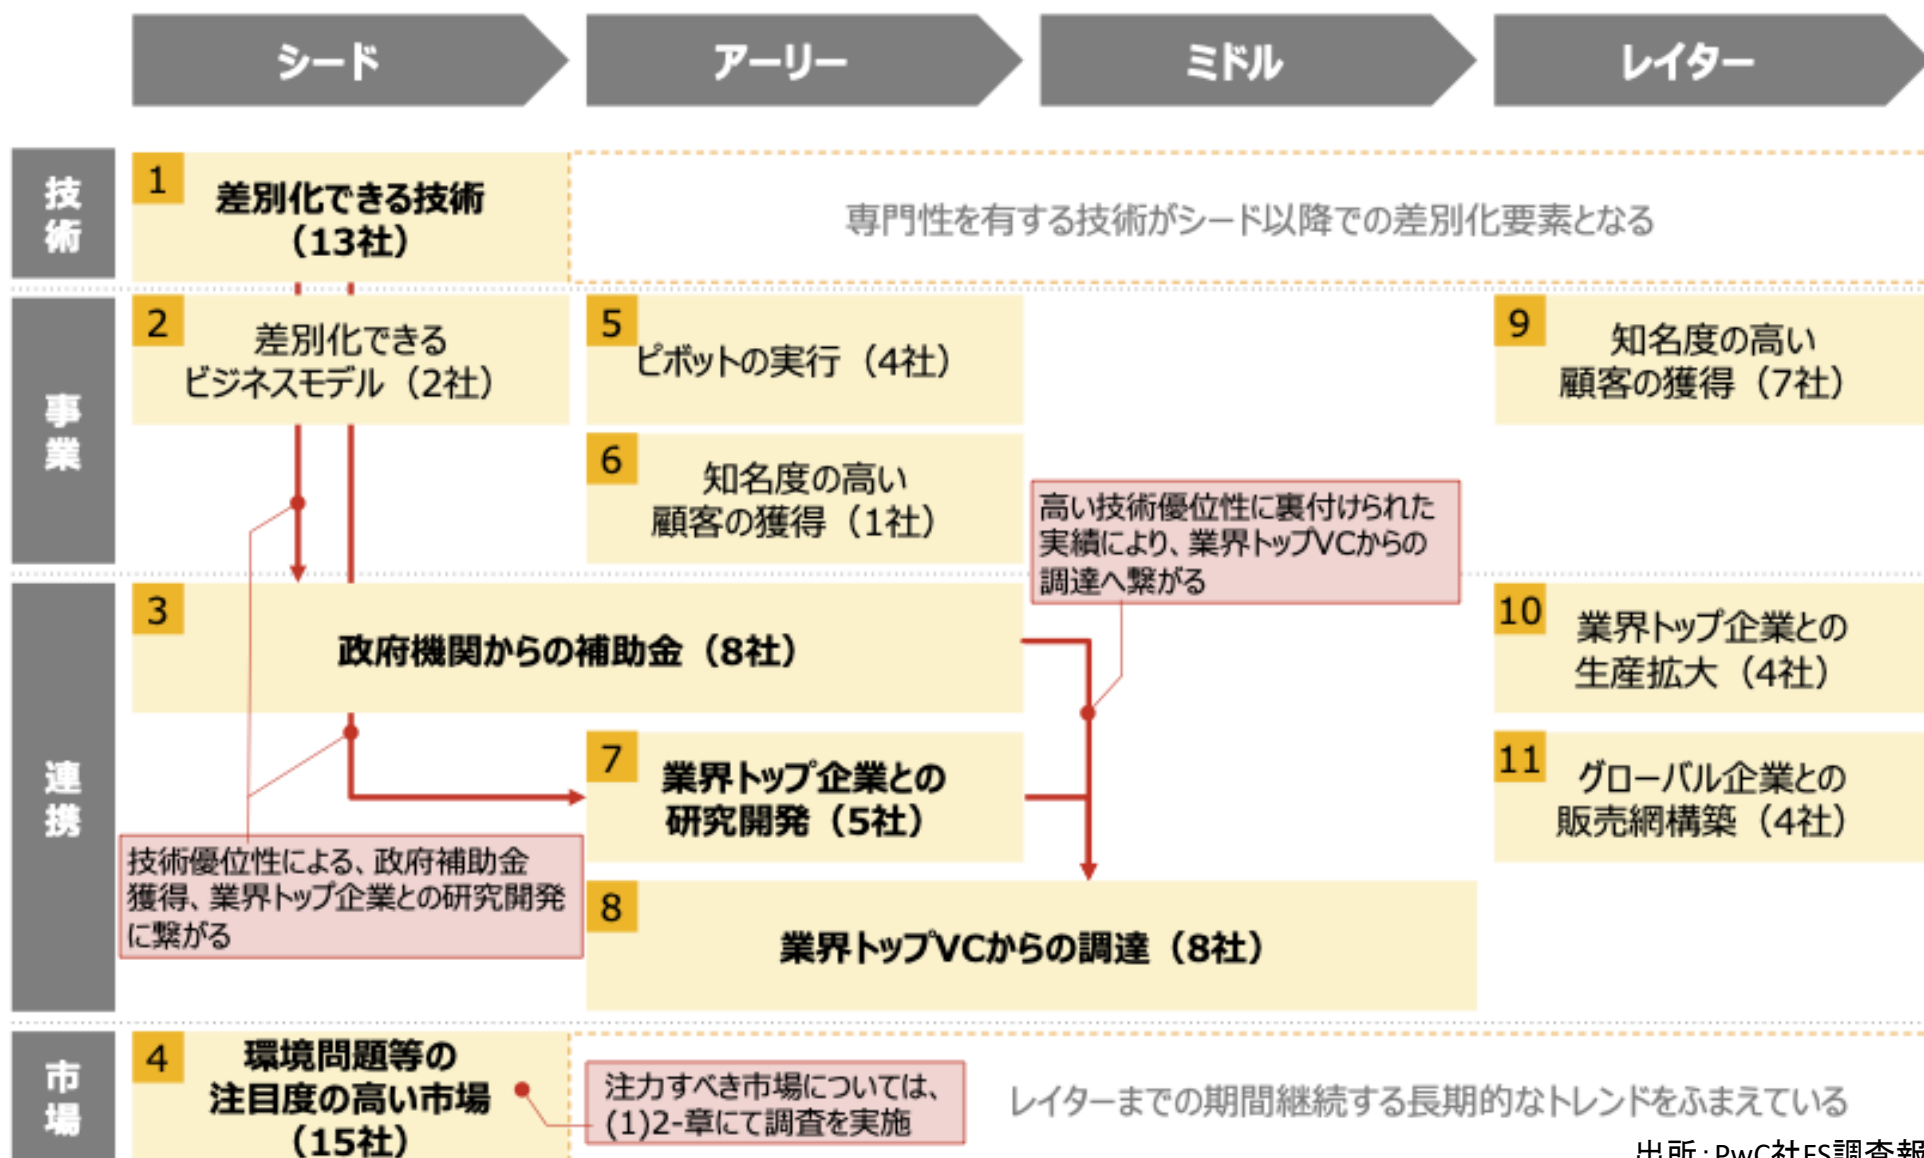 シード
アーリー
ミドル
レイター
技術
1
差別化できる技術
（13社）
専門性を有する技術がシード以降での差別化要素となる
事業
2
差別化できる
ビジネスモデル（2社）
5
ピボットの実行（4社）
9
知名度の高い
顧客の獲得（7社）
6
知名度の高い
顧客の獲得（1社）
高い技術優位性に裏付けられた
実績により、業界トップVCからの
調達へ繋がる
連携
3
政府機関からの補助金（8社）
10
業界トップ企業との
生産拡大（4社）
7
業界トップ企業との
研究開発（5社）
11
グローバル企業との
販売網構築（4社）
技術優位性による、政府補助金
獲得、業界トップ企業との研究開発
に繋がる
8
業界トップVCからの調達（8社）
市場
4
環境問題等の
注目度の高い市場
（15社）
注力すべき市場については、
(1)2-章にて調査を実施
レイターまでの期間継続する長期的なトレンドをふまえている
出所：PwC社FS調査報